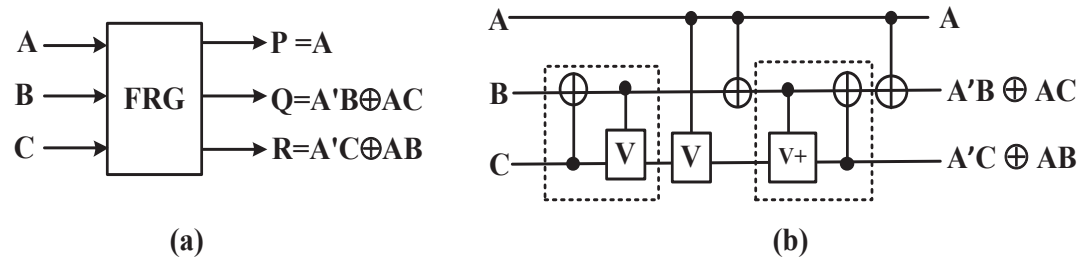 A
B
C
FRG
P =A
Q=A'B⊕AC
R=A'C⊕AB
(a)
A
A
B
A′B ⊕ AC
C
V
V
V+
A′C ⊕ AB
(b)